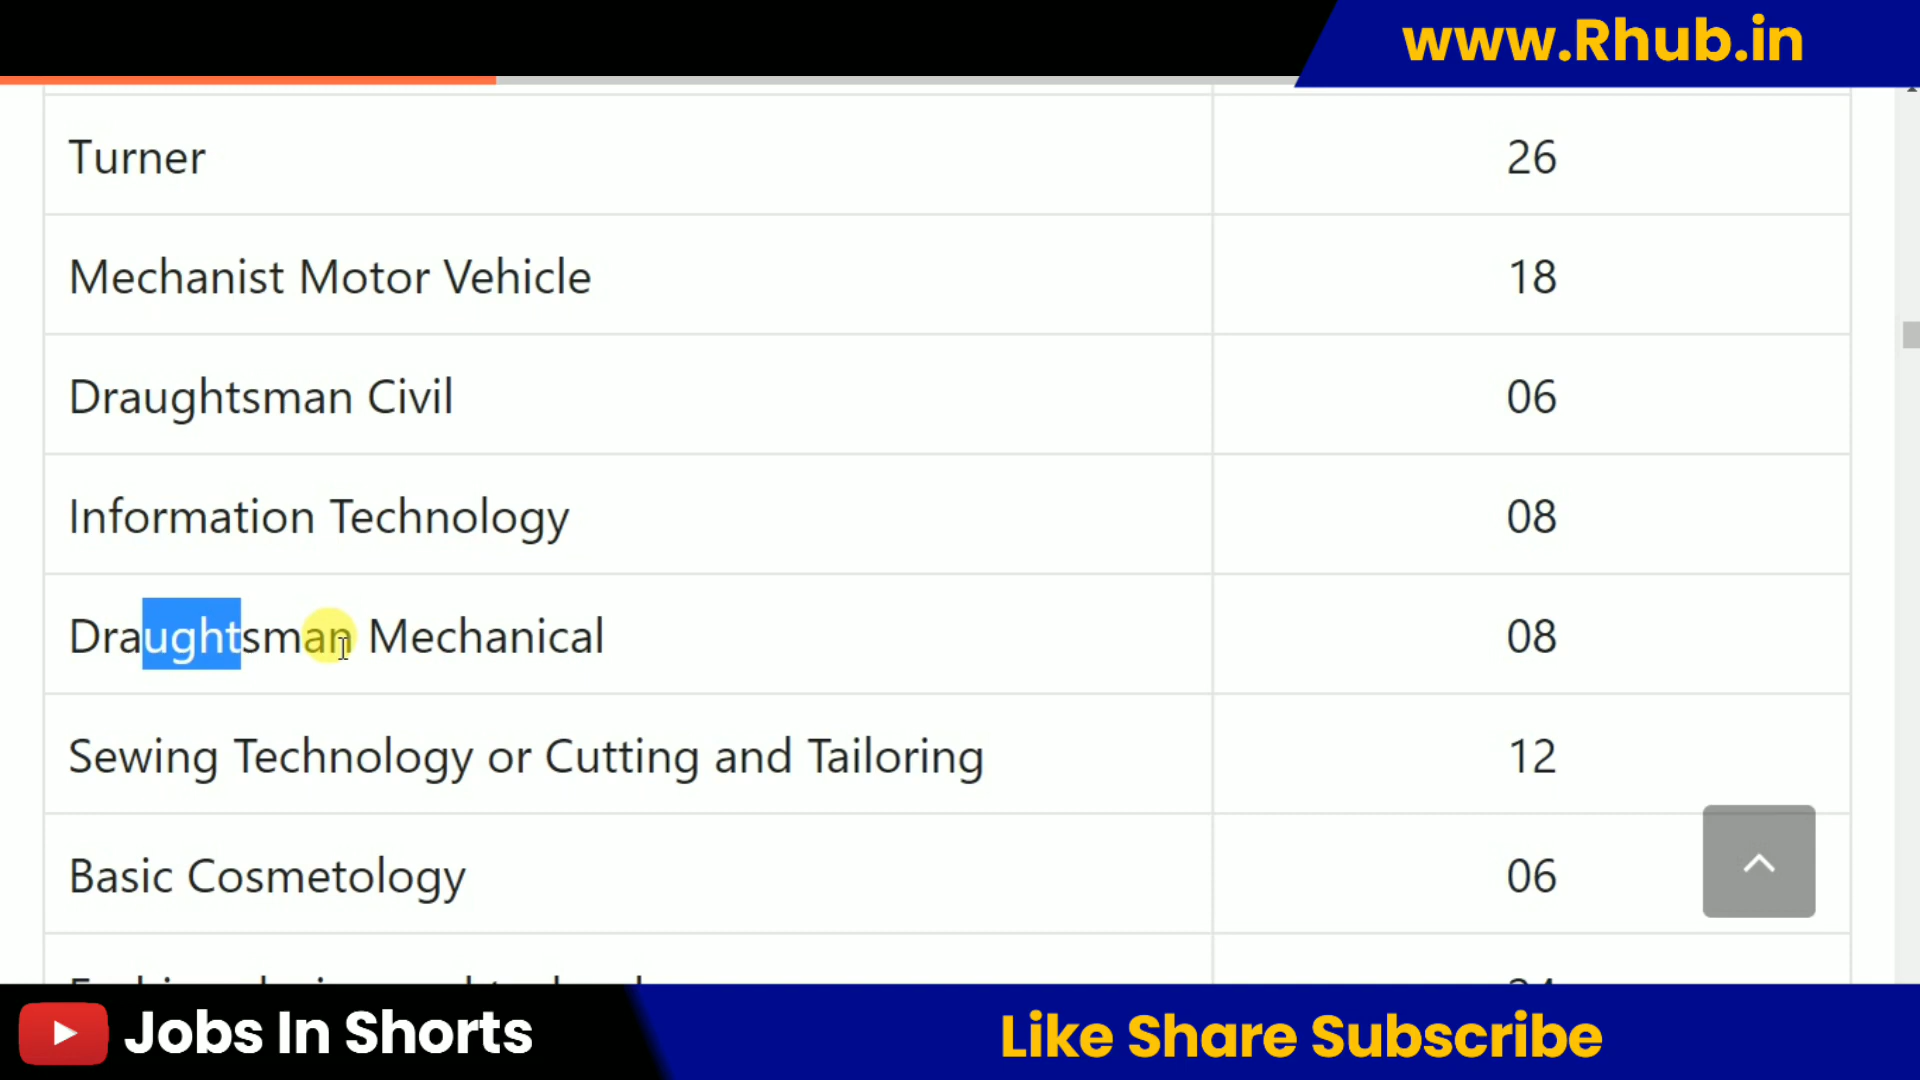 www.Rhub.in
Turner 26
Mechanist Motor Vehicle 18
Draughtsman Civil 06
Information Technology 08
Draughtsman Mechanical 08
Sewing Technology or Cutting and Tailoring 12
Basic Cosmetology 06
Jobs In Shorts
Like Share Subscribe